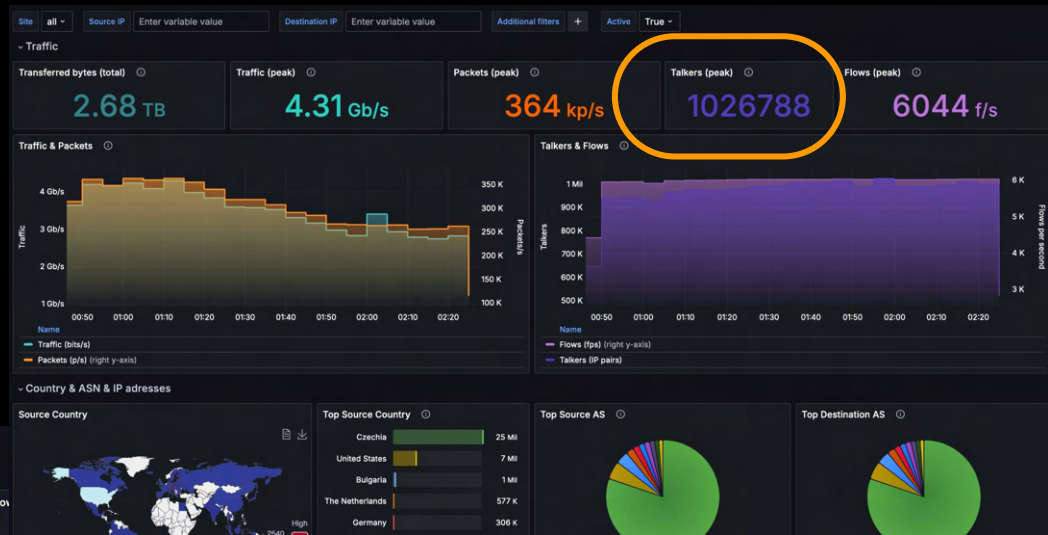 Site all Source IP Enter variable value Destination IP Enter variable value Additional filters + Active True
Traffic
Transferred bytes (total)
2.68 TB
Traffic (peak)
4.31 Gb/s
Packets (peak)
364 kp/s
Talkers (peak)
1026788
Flows (peak)
6044 f/s
Traffic & Packets
Traffic
4 Gb/s
3 Gb/s
2 Gb/s
1 Gb/s
350 K
300 K
250 K
200 K
150 K
100 K
Packets/s
00:50 01:00 01:10 01:20 01:30 01:40 01:50 02:00 02:10 02:20
Name
Traffic (bits/s)
Packets (p/s) (right y-axis)
Talkers & Flows
Talkers
1 Mil
900 K
800 K
700 K
600 K
500 K
6 K
5 K
4 K
3 K
Flows per second
00:50 01:00 01:10 01:20 01:30 01:40 01:50 02:00 02:10 02:20
Name
Flows (fps) (right y-axis)
Talkers (IP pairs)
Country & ASN & IP adresses
Source Country
High
2540
Top Source Country
Czechia 25 Mil
United States 7 Mil
Bulgaria 1 Mil
The Netherlands 577 K
Germany 306 K
Top Source AS
Top Destination AS